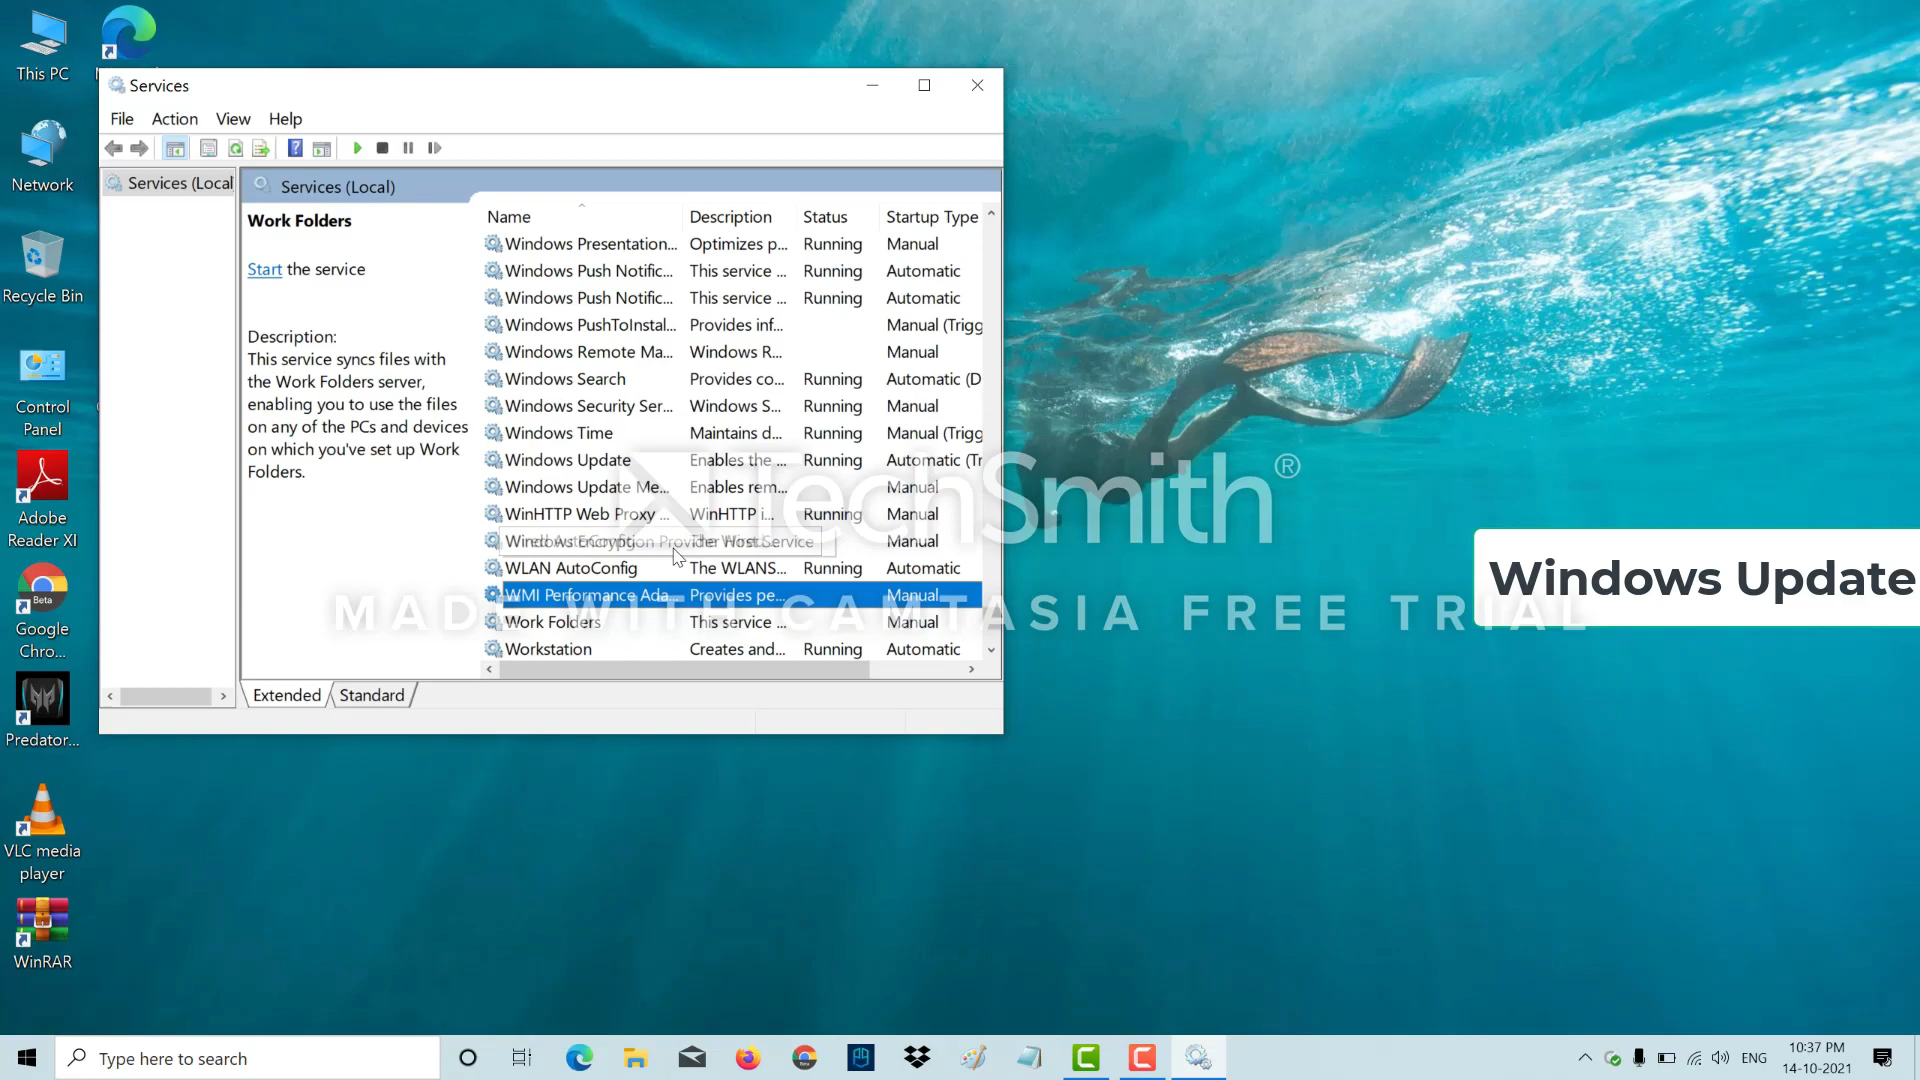 This PC
Network
Recycle Bin
Control
Panel
Adobe
Reader XI
Google
Chro...
Predator...
VLC media
player
WinRAR
Services
File Action View Help
Services (Local
Services (Local)
Work Folders
Start the service
Description:
This service syncs files with
the Work Folders server,
enabling you to use the files
on any of the PCs and devices
on which you've set up Work
Folders.
Name Description Status Startup Type
Windows Presentation... Optimizes p... Running Manual
Windows Push Notific... This service ... Running Automatic
Windows Push Notific... This service ... Running Automatic
Windows PushToInstal... Provides inf... Manual (Trigg
Windows Remote Ma... Windows R... Manual
Windows Search Provides co... Running Automatic (D
Windows Security Ser... Windows S... Running Manual
Windows Time Maintains d... Running Manual (Trigg
Windows Update Enables the ... Running Automatic (Tr
Windows Update Me... Enables rem... Manual
WinHTTP Web Proxy ... WinHTTP i... Running Manual
Windows Encryption Provider Host Service Manual
WLAN AutoConfig The WLANS... Running Automatic
WMI Performance Ada... Provides pe... Manual
Work Folders This service ... Manual
Workstation Creates and... Running Automatic
Extended Standard
TechSmith®
MADE WITH CAMTASIA FREE TRIAL
Windows Update
Type here to search
Beta
ENG
10:37 PM
14-10-2021